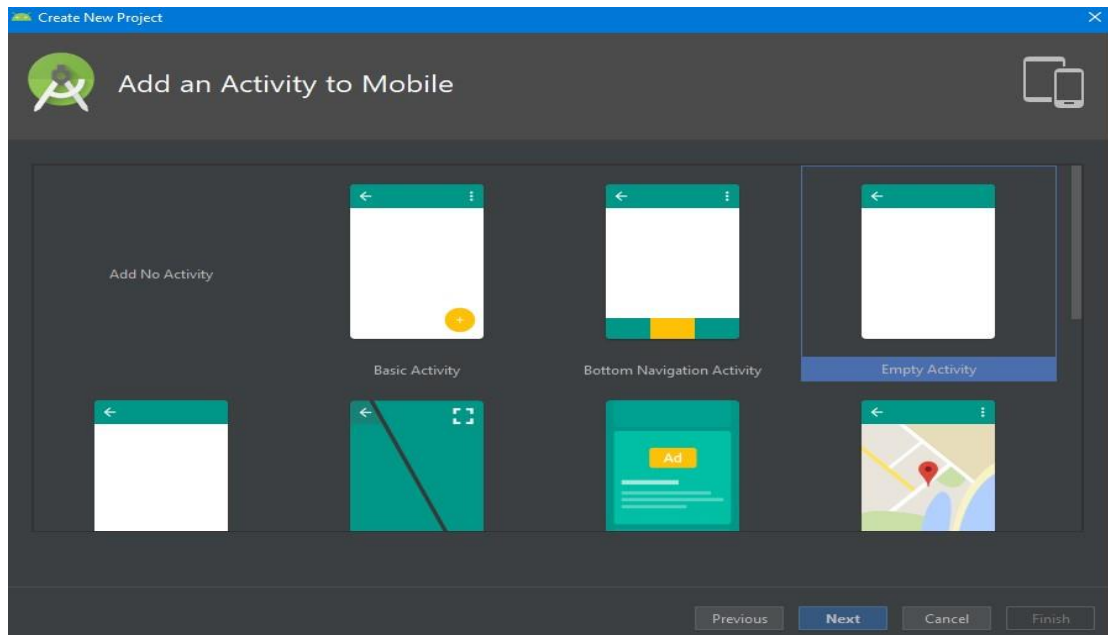 Create New Project
Add an Activity to Mobile
Add No Activity
Basic Activity
Bottom Navigation Activity
Empty Activity
Ad
Previous
Next
Cancel
Finish